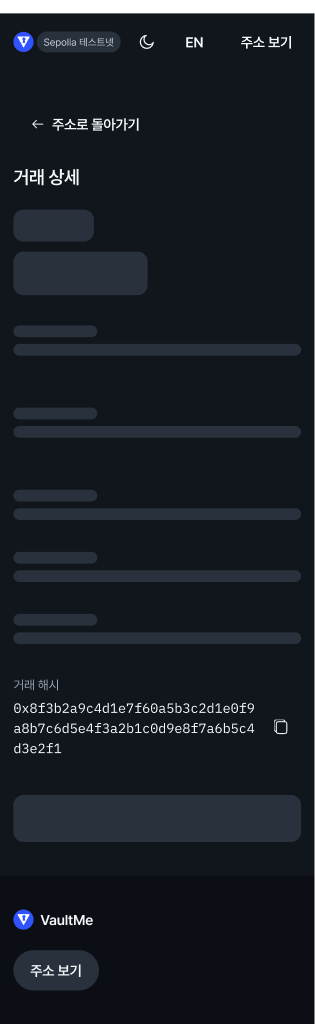 Sepolia 테스트넷
EN
주소 보기
주소로 돌아가기
거래 상세
거래 해시
0x8f3b2a9c4d1e7f60a5b3c2d1e0f9
a8b7c6d5e4f3a2b1c0d9e8f7a6b5c4
d3e2f1
VaultMe
주소 보기